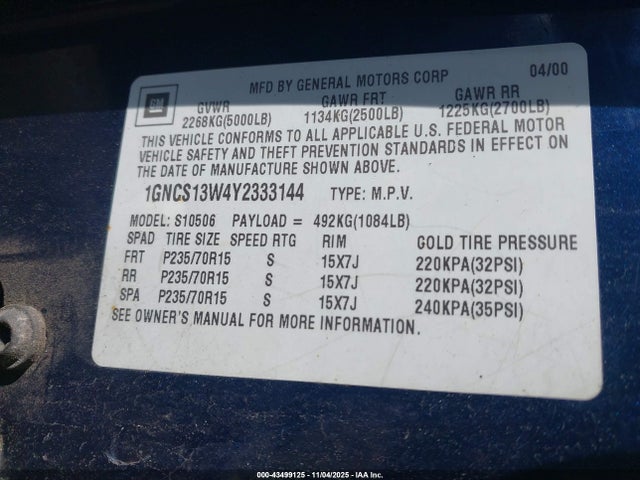 MFD BY GENERAL MOTORS CORP 04/00
GM
GVWR GAWR FRT GAWR RR
2268KG(5000LB) 1134KG(2500LB) 1225KG(2700LB)
THIS VEHICLE CONFORMS TO ALL APPLICABLE U.S. FEDERAL MOTOR
VEHICLE SAFETY AND THEFT PREVENTION STANDARDS IN EFFECT ON
THE DATE OF MANUFACTURE SHOWN ABOVE.
1GNCS13W4Y2333144 TYPE: M.P.V.
MODEL: S10506 PAYLOAD = 492KG(1084LB)
SPAD TIRE SIZE SPEED RTG RIM GOLD TIRE PRESSURE
FRT P235/70R15 S 15X7J 220KPA(32PSI)
RR P235/70R15 S 15X7J 220KPA(32PSI)
SPA P235/70R15 S 15X7J 240KPA(35PSI)
SEE OWNER'S MANUAL FOR MORE INFORMATION.
000-43499125 - 11/04/2025 - IAA Inc.